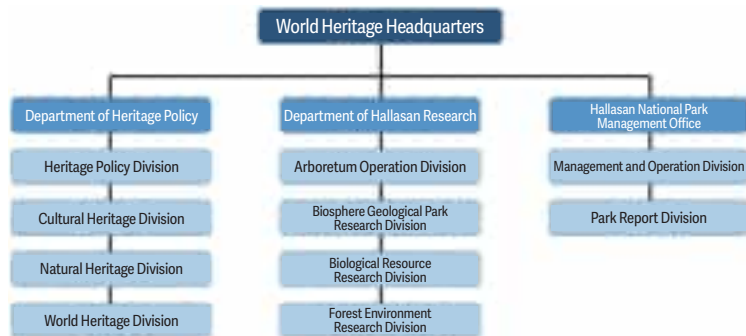 World Heritage Headquarters
Department of Heritage Policy
Heritage Policy Division
Cultural Heritage Division
Natural Heritage Division
World Heritage Division
Department of Hallasan Research
Arboretum Operation Division
Biosphere Geological Park
Research Division
Biological Resource
Research Division
Forest Environment
Research Division
Hallasan National Park
Management Office
Management and Operation Division
Park Report Division